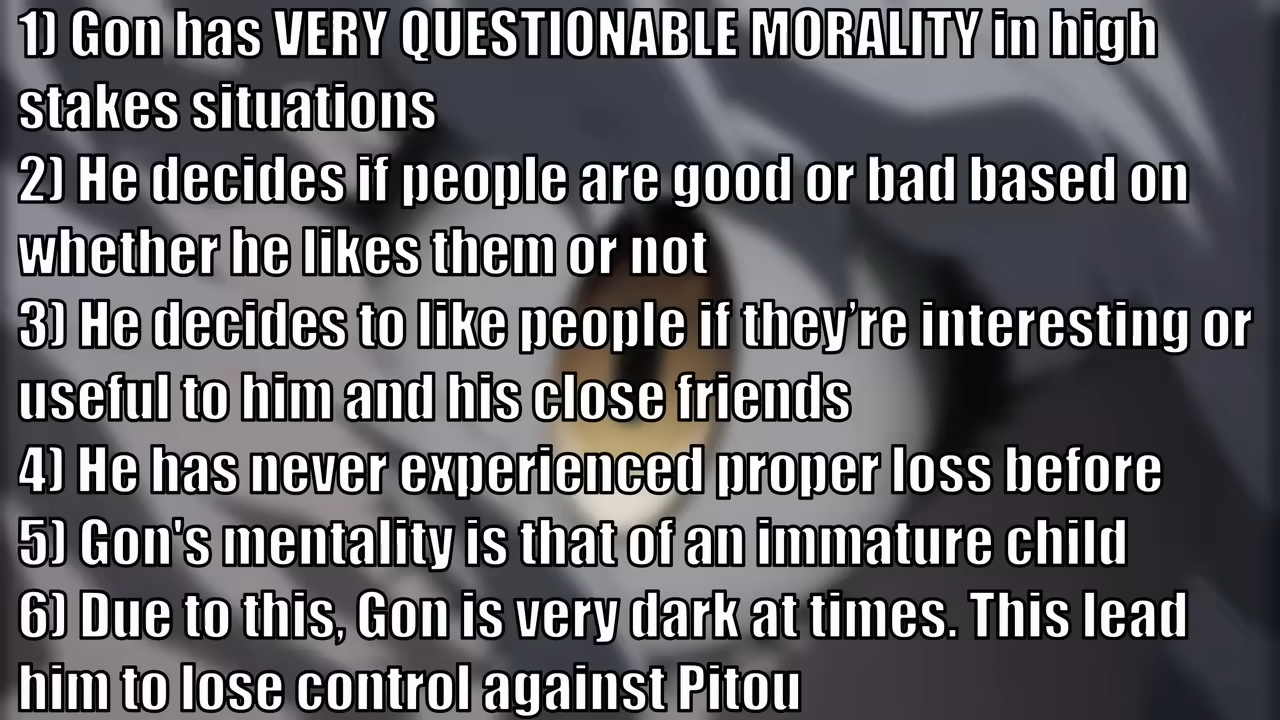 1) Gon has VERY QUESTIONABLE MORALITY in high
stakes situations
2) He decides if people are good or bad based on
whether he likes them or not
3) He decides to like people if they’re interesting or
useful to him and his close friends
4) He has never experienced proper loss before
5) Gon's mentality is that of an immature child
6) Due to this, Gon is very dark at times. This lead
him to lose control against Pitou